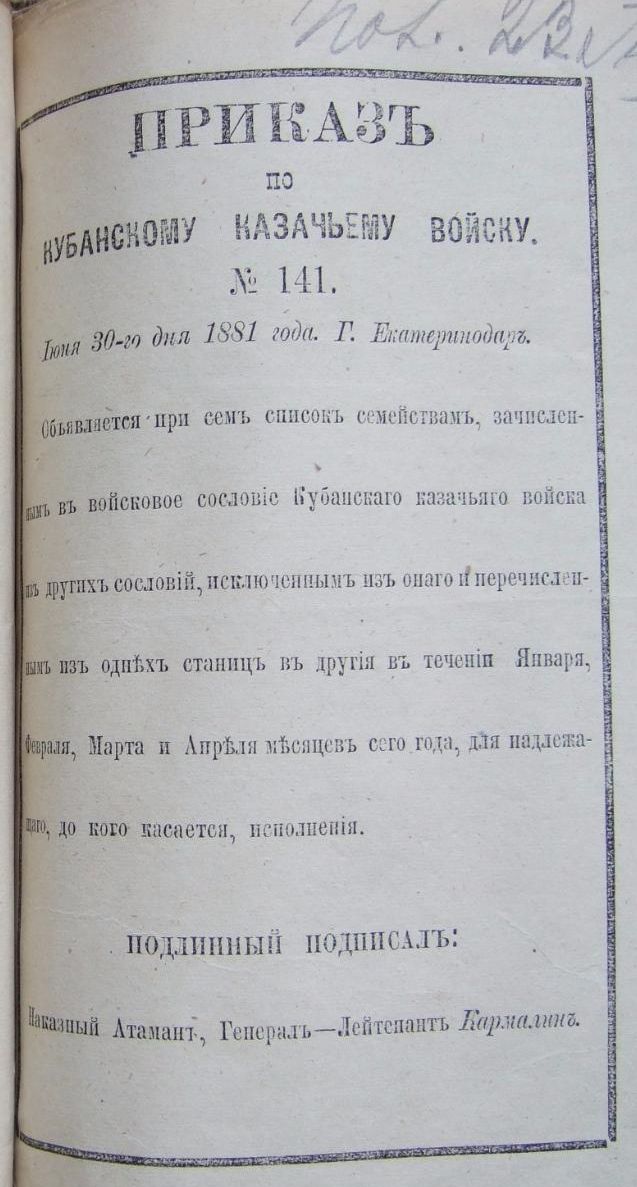 ПРИКАЗЪ
ПО
КУБАНСКОМУ КАЗАЧЬЕМУ ВОЙСКУ.
№ 141.
Іюня 30-го дня 1881 года. Г. Екатеринодаръ.
Объявляется при семъ списокъ семействамъ, зачислен-
нымъ въ войсковое сословіе Кубанскаго казачьяго войска
изъ другихъ сословій, исключеннымъ изъ онаго и перечислен-
нымъ изъ однѣхъ станицъ въ другія въ теченіи Января,
Февраля, Марта и Апрѣля мѣсяцевъ сего года, для надлежа-
щаго, до кого касается, исполненія.
ПОДЛИННЫЙ ПОДПИСАЛЪ:
Наказный Атаманъ, Генералъ—Лейтенантъ Кармалинъ.